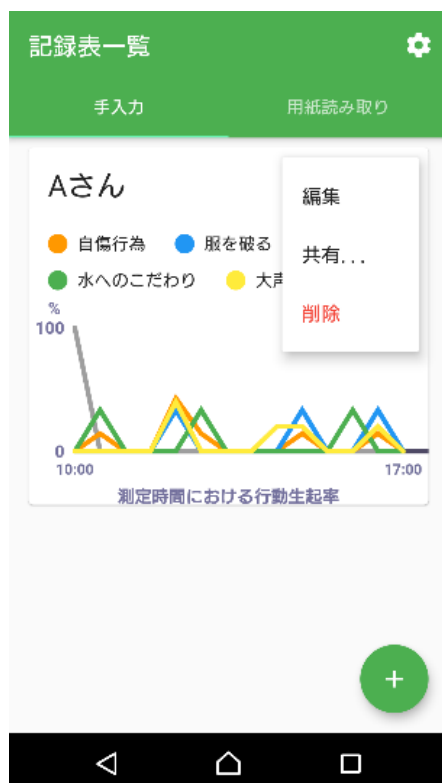 記録表一覧
手入力
用紙読み取り
Aさん
編集
自傷行為
服を破る
共有...
水へのこだわり
削除
%
100
0
10:00
17:00
測定時間における行動生起率
+